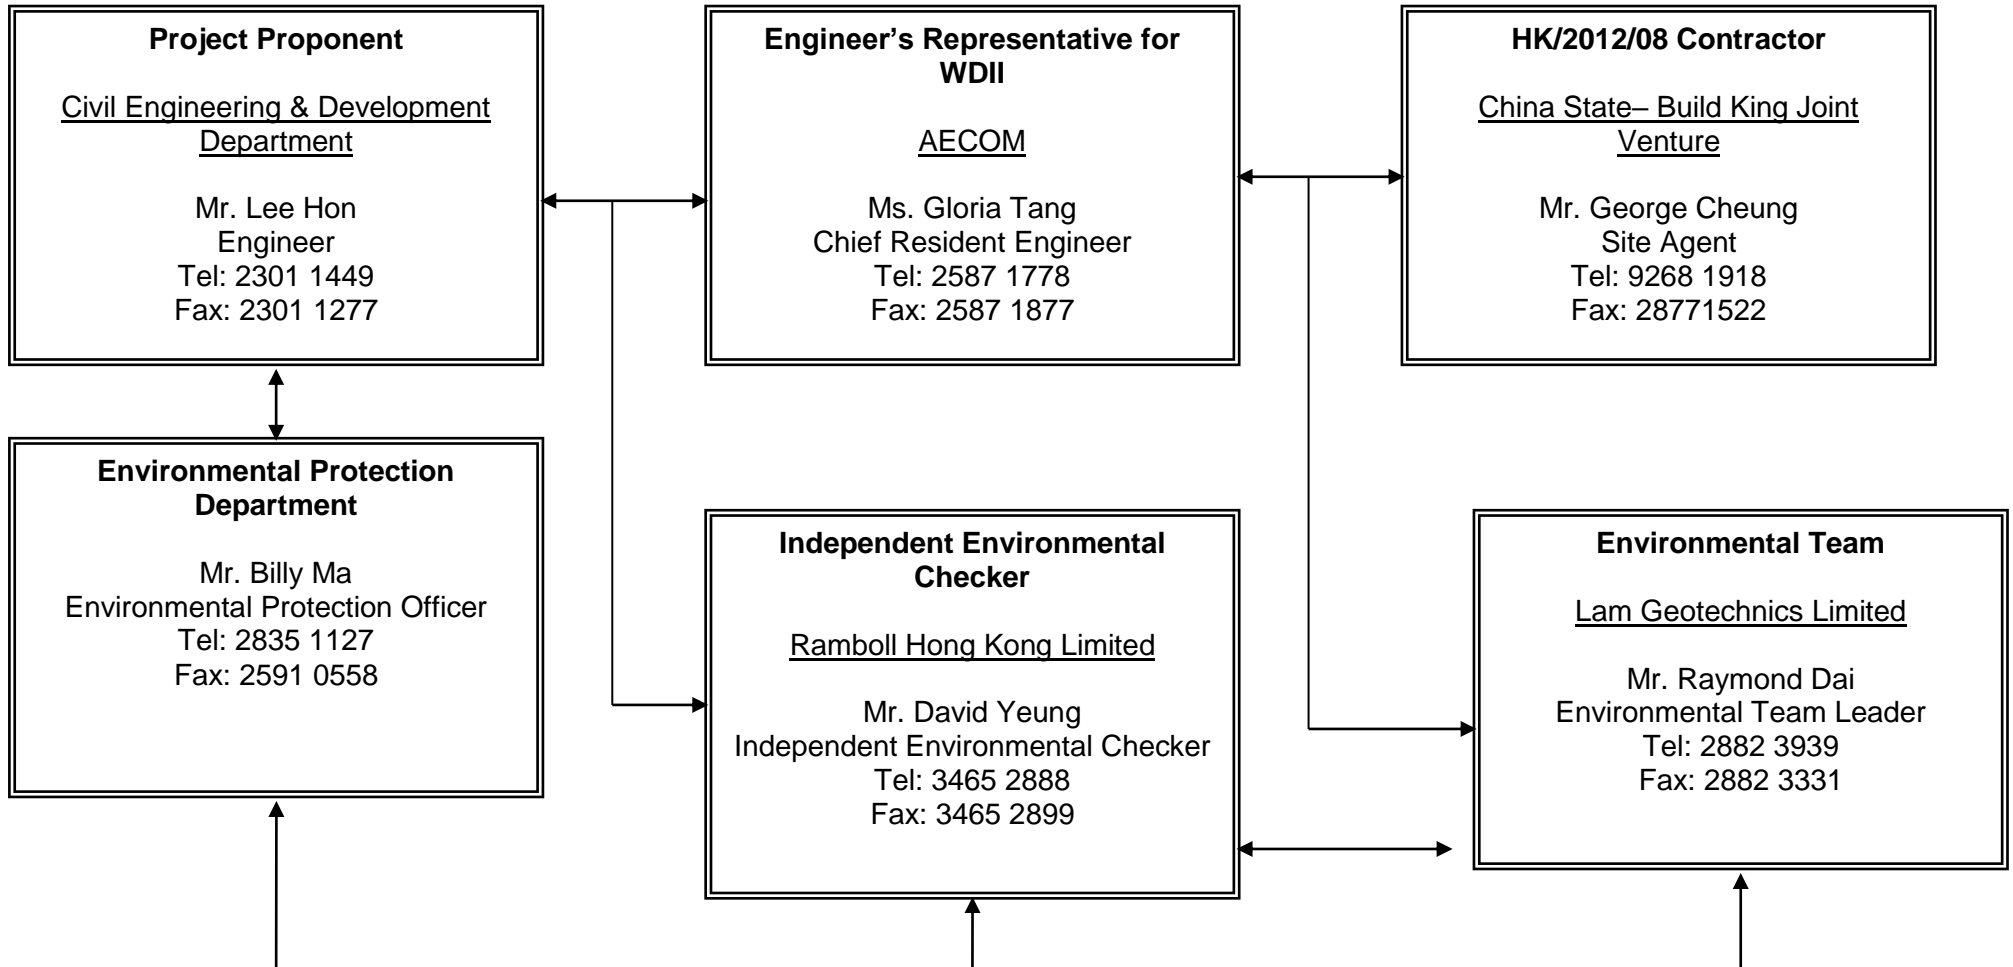 Project Proponent
Civil Engineering & Development
Department
Mr. Lee Hon
Engineer
Tel: 2301 1449
Fax: 2301 1277
Engineer’s Representative for
WDII
AECOM
Ms. Gloria Tang
Chief Resident Engineer
Tel: 2587 1778
Fax: 2587 1877
HK/2012/08 Contractor
China State– Build King Joint
Venture
Mr. George Cheung
Site Agent
Tel: 9268 1918
Fax: 28771522
Environmental Protection
Department
Mr. Billy Ma
Environmental Protection Officer
Tel: 2835 1127
Fax: 2591 0558
Independent Environmental
Checker
Ramboll Hong Kong Limited
Mr. David Yeung
Independent Environmental Checker
Tel: 3465 2888
Fax: 3465 2899
Environmental Team
Lam Geotechnics Limited
Mr. Raymond Dai
Environmental Team Leader
Tel: 2882 3939
Fax: 2882 3331